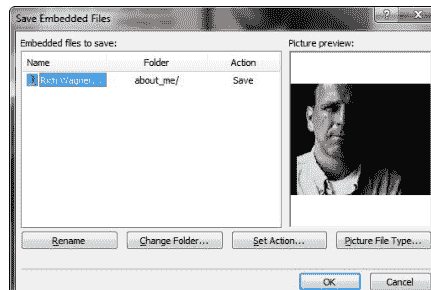 Save Embedded Files
Embedded files to save:
Picture preview:
Name Folder Action
Rich Wagner... about_me/ Save
Rename Change Folder... Set Action... Picture File Type...
OK Cancel